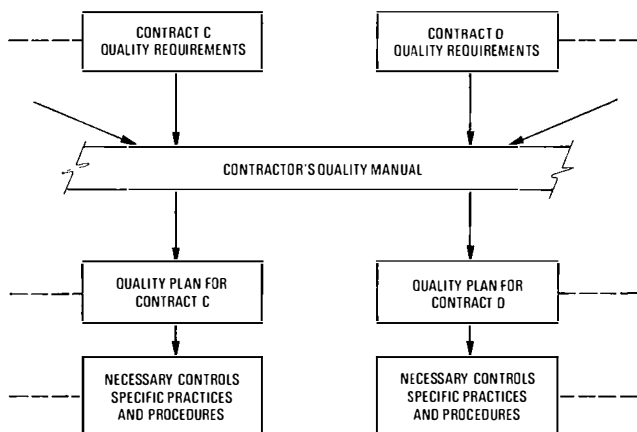 CONTRACT C
QUALITY REQUIREMENTS
CONTRACT D
QUALITY REQUIREMENTS
CONTRACTOR'S QUALITY MANUAL
QUALITY PLAN FOR
CONTRACT C
QUALITY PLAN FOR
CONTRACT D
NECESSARY CONTROLS
SPECIFIC PRACTICES
AND PROCEDURES
NECESSARY CONTROLS
SPECIFIC PRACTICES
AND PROCEDURES